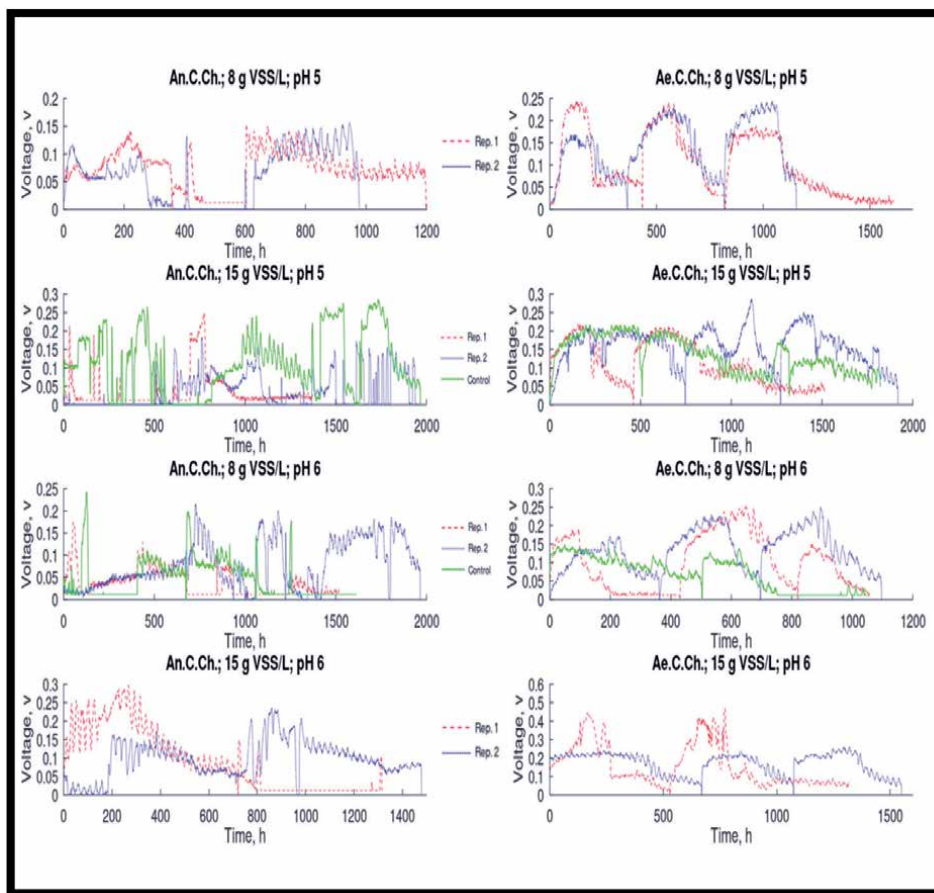 An.C.Ch.; 8 g VSS/L; pH 5
Voltage, v
0.2
0.15
0.1
0.05
0
0 200 400 600 800 1000 1200
Time, h
Rep. 1
Rep. 2
Ae.C.Ch.; 8 g VSS/L; pH 5
Voltage, v
0.25
0.2
0.15
0.1
0.05
0
0 500 1000 1500
Time, h
An.C.Ch.; 15 g VSS/L; pH 5
Voltage, v
0.3
0.25
0.2
0.15
0.1
0.05
0
0 500 1000 1500 2000
Time, h
Rep. 1
Rep. 2
Control
Ae.C.Ch.; 15 g VSS/L; pH 5
Voltage, v
0.3
0.25
0.2
0.15
0.1
0.05
0
0 500 1000 1500 2000
Time, h
An.C.Ch.; 8 g VSS/L; pH 6
Voltage, v
0.25
0.2
0.15
0.1
0.05
0
0 500 1000 1500 2000
Time, h
Rep. 1
Rep. 2
Control
Ae.C.Ch.; 8 g VSS/L; pH 6
Voltage, v
0.3
0.25
0.2
0.15
0.1
0.05
0
0 200 400 600 800 1000 1200
Time, h
An.C.Ch.; 15 g VSS/L; pH 6
Voltage, v
0.3
0.25
0.2
0.15
0.1
0.05
0
0 200 400 600 800 1000 1200 1400
Time, h
Rep. 1
Rep. 2
Ae.C.Ch.; 15 g VSS/L; pH 6
Voltage, v
0.6
0.5
0.4
0.3
0.2
0.1
0
0 500 1000 1500
Time, h